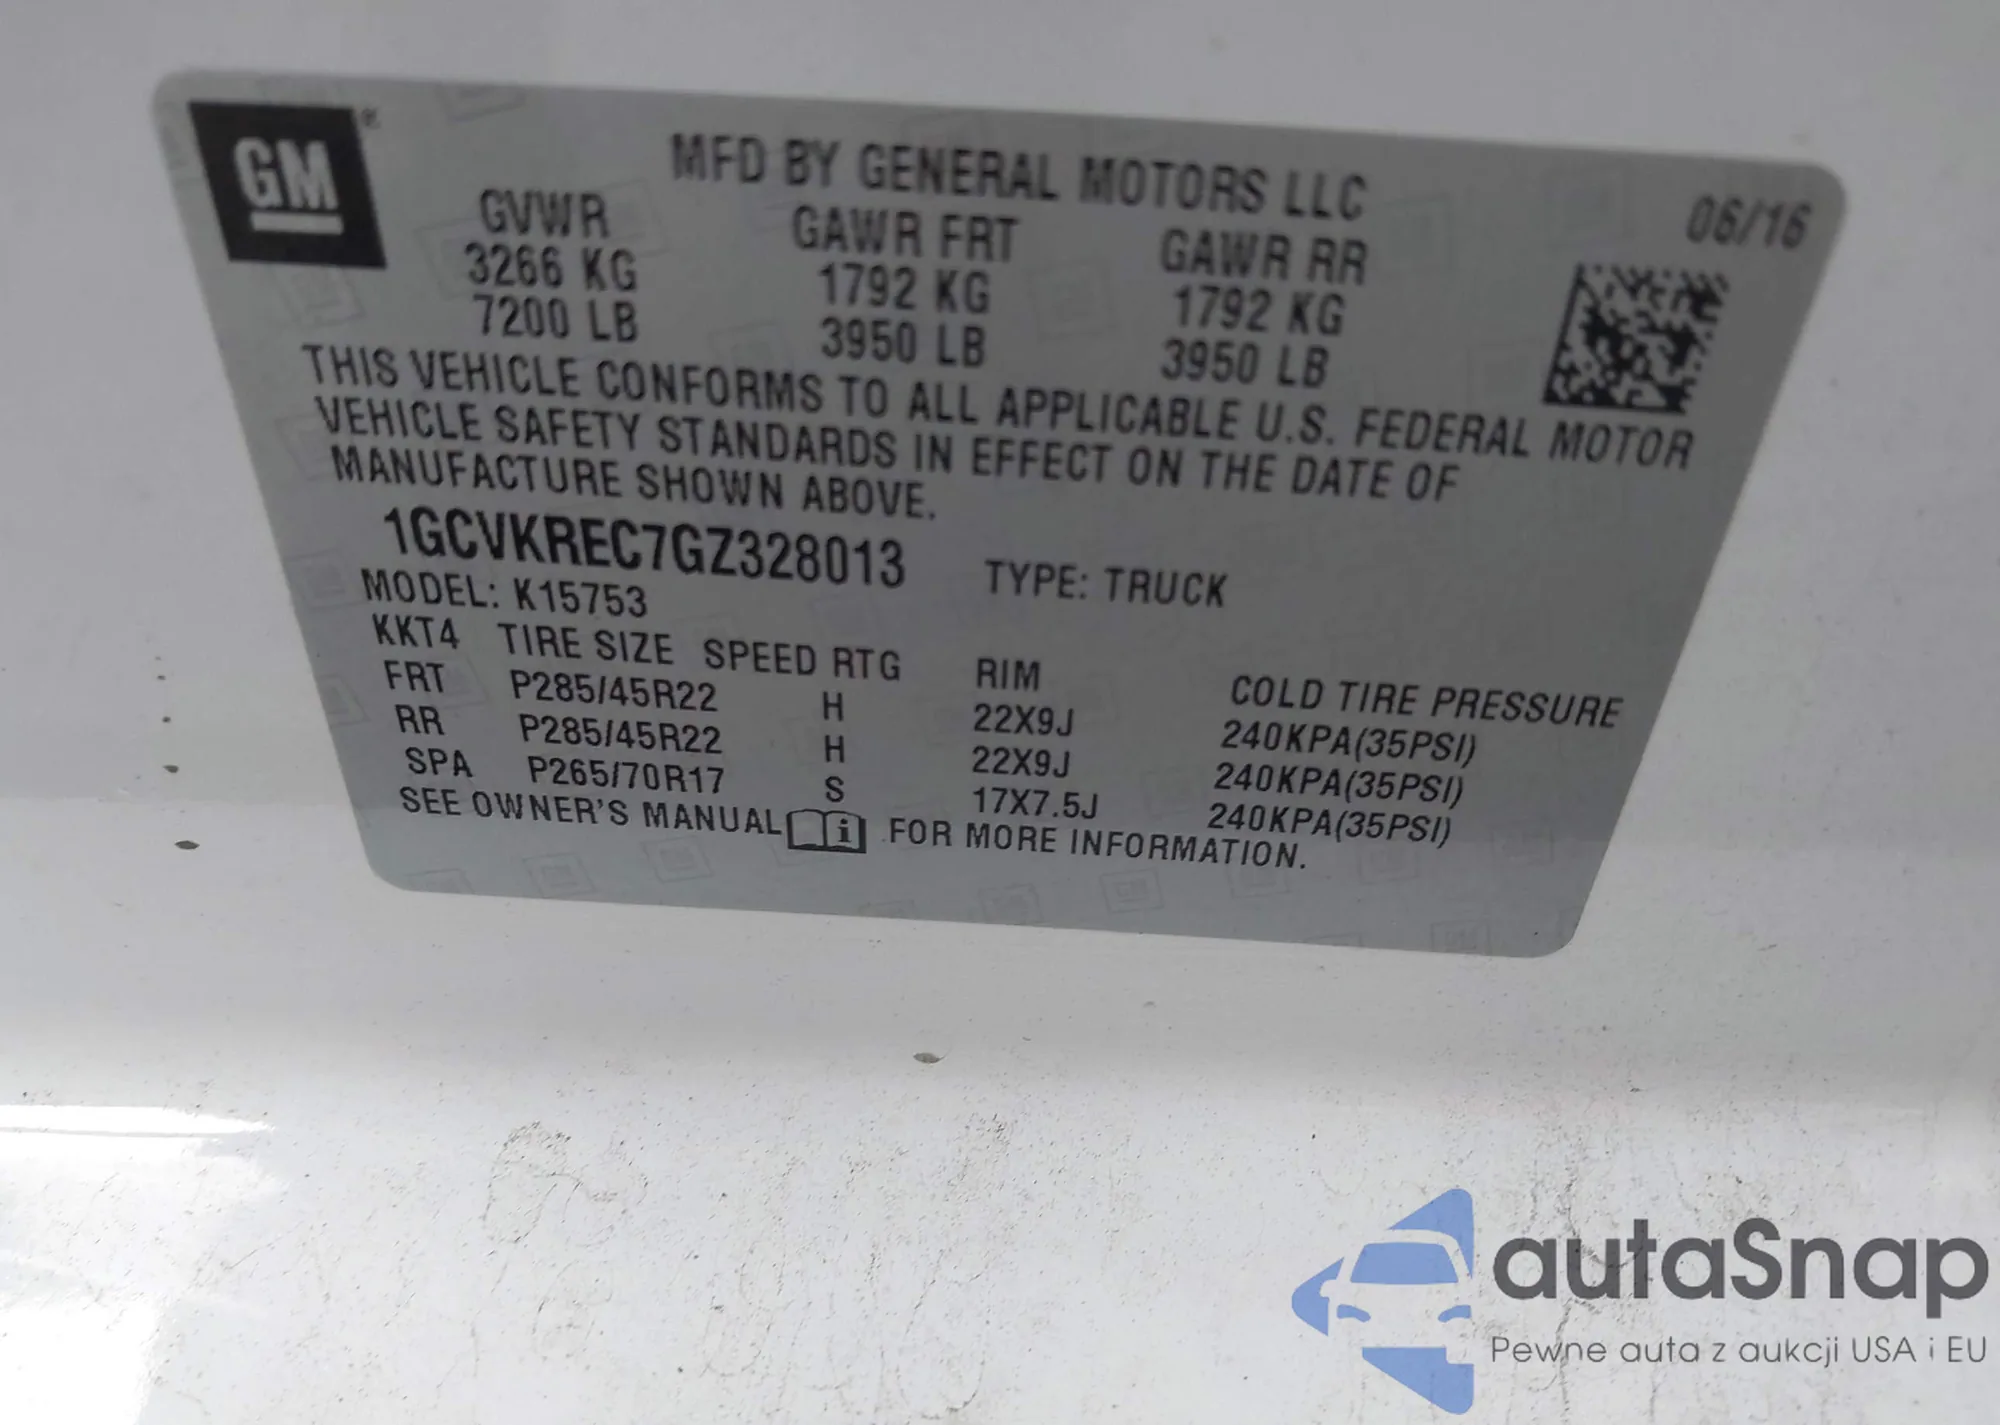 GM
MFD BY GENERAL MOTORS LLC
06/16
GVWR GAWR FRT GAWR RR
3266 KG 1792 KG 1792 KG
7200 LB 3950 LB 3950 LB
THIS VEHICLE CONFORMS TO ALL APPLICABLE U.S. FEDERAL MOTOR
VEHICLE SAFETY STANDARDS IN EFFECT ON THE DATE OF
MANUFACTURE SHOWN ABOVE.
1GCVKREC7GZ328013 TYPE: TRUCK
MODEL: K15753
KKT4 TIRE SIZE SPEED RTG RIM COLD TIRE PRESSURE
FRT P285/45R22 H 22X9J 240KPA(35PSI)
RR P285/45R22 H 22X9J 240KPA(35PSI)
SPA P265/70R17 S 17X7.5J 240KPA(35PSI)
SEE OWNER'S MANUAL i FOR MORE INFORMATION.
autaSnap
Pewne auta z aukcji USA i EU